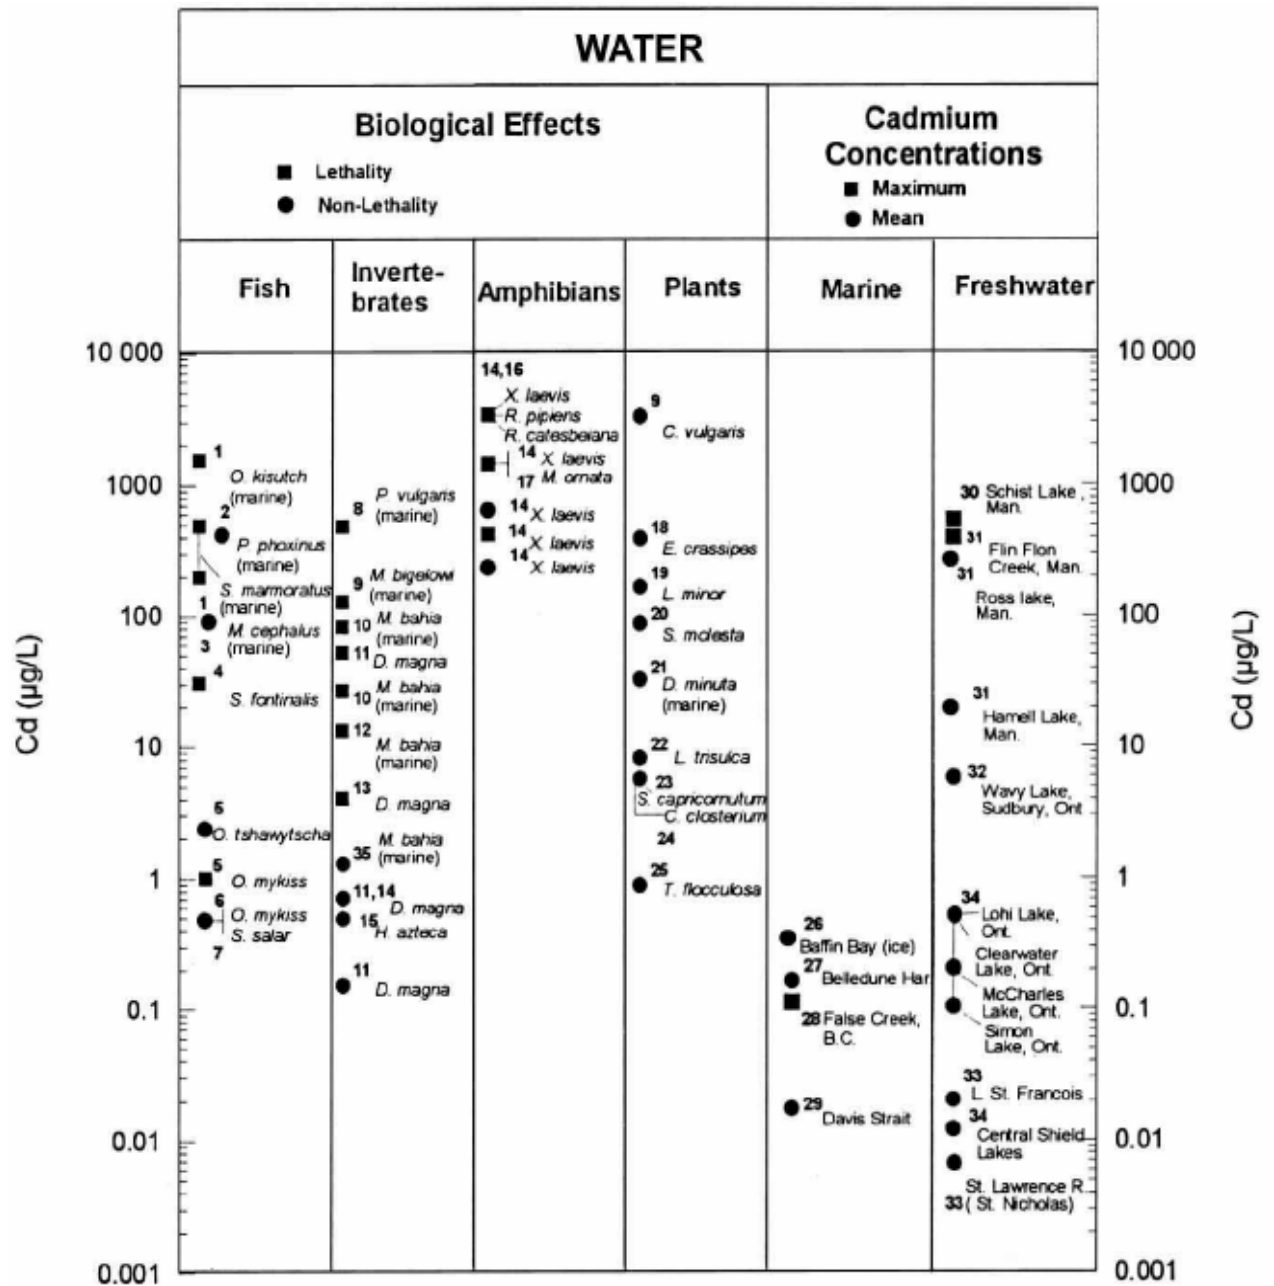 WATER
Biological Effects
■ Lethality
● Non-Lethality
Cadmium
Concentrations
■ Maximum
● Mean
Fish
Inverte-
brates
Amphibians
Plants
Marine
Freshwater
Cd (µg/L)
10 000
1000
100
10
1
0.1
0.01
0.001
1
O. kisutch
(marine)
2
P. phoxinus
(marine)
S. marmoratus
(marine)
1
M. cephalus
(marine)
3
4
S. fontinalis
O. tshawytscha
5
O. mykiss
6
O. mykiss
S. salar
7
8
P. vulgaris
(marine)
9
M. bigelowi
(marine)
10
M. bahia
(marine)
11
D. magna
10
M. bahia
(marine)
12
M. bahia
(marine)
13
D. magna
35
M. bahia
(marine)
11,14
D. magna
15
H. azteca
11
D. magna
14,16
X. laevis
R. pipiens
R. catesbeiana
14
X. laevis
17
M. ornata
14
X. laevis
14
X. laevis
14
X. laevis
9
C. vulgaris
18
E. crassipes
19
L. minor
20
S. molesta
21
D. minuta
(marine)
22
L. trisulca
23
S. capricornutum
C. closterium
24
25
T. flocculosa
26
Baffin Bay (ice)
27
Belledune Har
28 False Creek,
B.C.
29
Davis Strait
30 Schist Lake,
Man.
31
Flin Flon
Creek, Man.
31
Ross lake,
Man.
31
Hamell Lake,
Man.
32
Wavy Lake,
Sudbury, Ont
34
Lohi Lake,
Ont.
Clearwater
Lake, Ont.
McCharles
Lake, Ont.
Simon
Lake, Ont.
33
L. St. Francois
34
Central Shield
Lakes
St. Lawrence R.
33 ( St. Nicholas)
10 000
1000
100
10
1
0.1
0.01
0.001
Cd (µg/L)